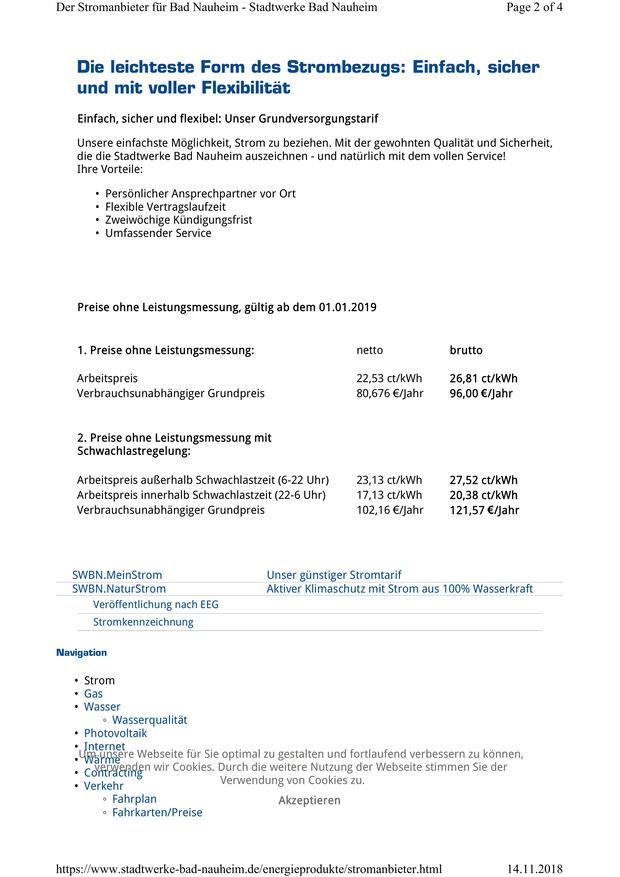 Der Stromanbieter für Bad Nauheim - Stadtwerke Bad Nauheim Page 2 of 4
Die leichteste Form des Strombezugs: Einfach, sicher
und mit voller Flexibilität
Einfach, sicher und flexibel: Unser Grundversorgungstarif
Unsere einfachste Möglichkeit, Strom zu beziehen. Mit der gewohnten Qualität und Sicherheit,
die die Stadtwerke Bad Nauheim auszeichnen - und natürlich mit dem vollen Service!
Ihre Vorteile:
• Persönlicher Ansprechpartner vor Ort
• Flexible Vertragslaufzeit
• Zweiwöchige Kündigungsfrist
• Umfassender Service
Preise ohne Leistungsmessung, gültig ab dem 01.01.2019
1. Preise ohne Leistungsmessung: netto brutto
Arbeitspreis 22,53 ct/kWh 26,81 ct/kWh
Verbrauchsunabhängiger Grundpreis 80,676 €/Jahr 96,00 €/Jahr
2. Preise ohne Leistungsmessung mit
Schwachlastregelung:
Arbeitspreis außerhalb Schwachlastzeit (6-22 Uhr) 23,13 ct/kWh 27,52 ct/kWh
Arbeitspreis innerhalb Schwachlastzeit (22-6 Uhr) 17,13 ct/kWh 20,38 ct/kWh
Verbrauchsunabhängiger Grundpreis 102,16 €/Jahr 121,57 €/Jahr
SWBN.MeinStrom Unser günstiger Stromtarif
SWBN.NaturStrom Aktiver Klimaschutz mit Strom aus 100% Wasserkraft
Veröffentlichung nach EEG
Stromkennzeichnung
Navigation
• Strom
• Gas
• Wasser
◦ Wasserqualität
• Photovoltaik
• Internet
• Wärme
• Contracting
• Verkehr
◦ Fahrplan
◦ Fahrkarten/Preise
Um unsere Webseite für Sie optimal zu gestalten und fortlaufend verbessern zu können,
verwenden wir Cookies. Durch die weitere Nutzung der Webseite stimmen Sie der
Verwendung von Cookies zu.
Akzeptieren
https://www.stadtwerke-bad-nauheim.de/energieprodukte/stromanbieter.html 14.11.2018